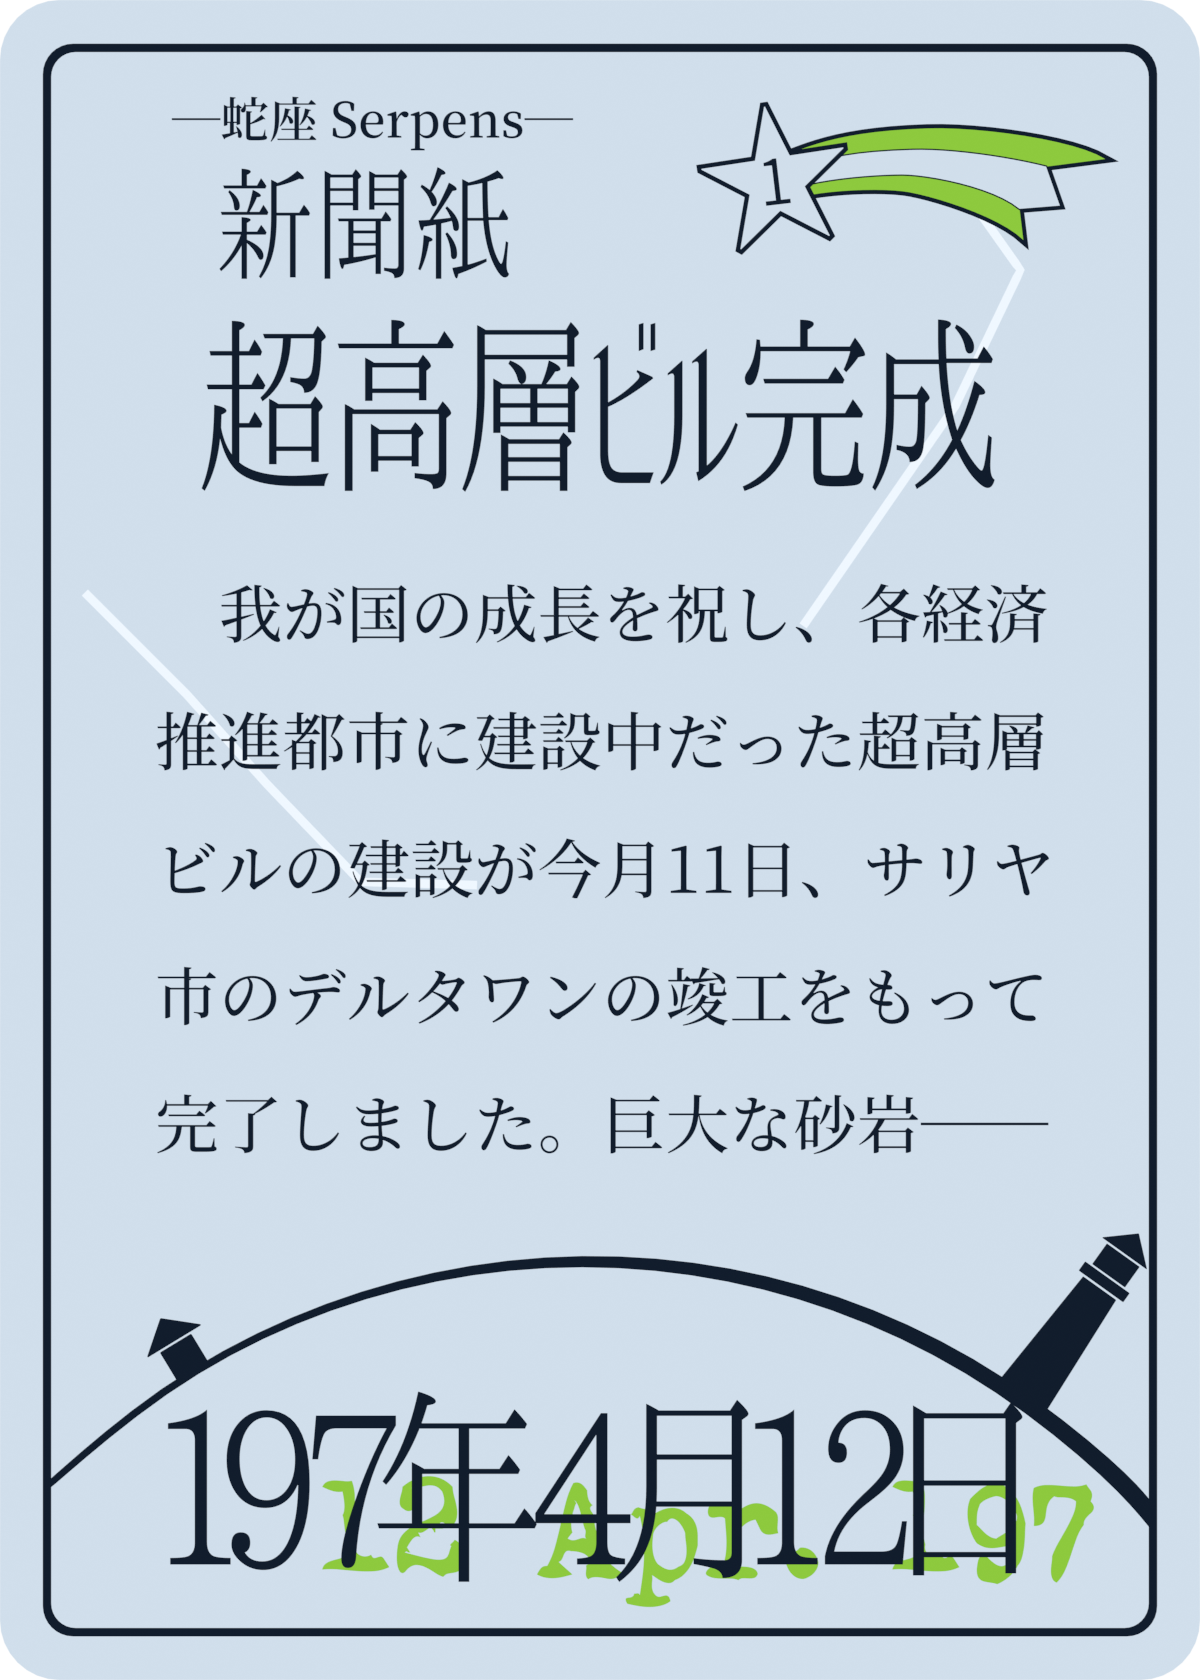 —蛇座 Serpens—
新聞紙
1
超高層ビル完成
我が国の成長を祝し、各経済
推進都市に建設中だった超高層
ビルの建設が今月11日、サリヤ
市のデルタワンの竣工をもって
完了しました。巨大な砂岩――
197年4月12日
12 Apr. 197